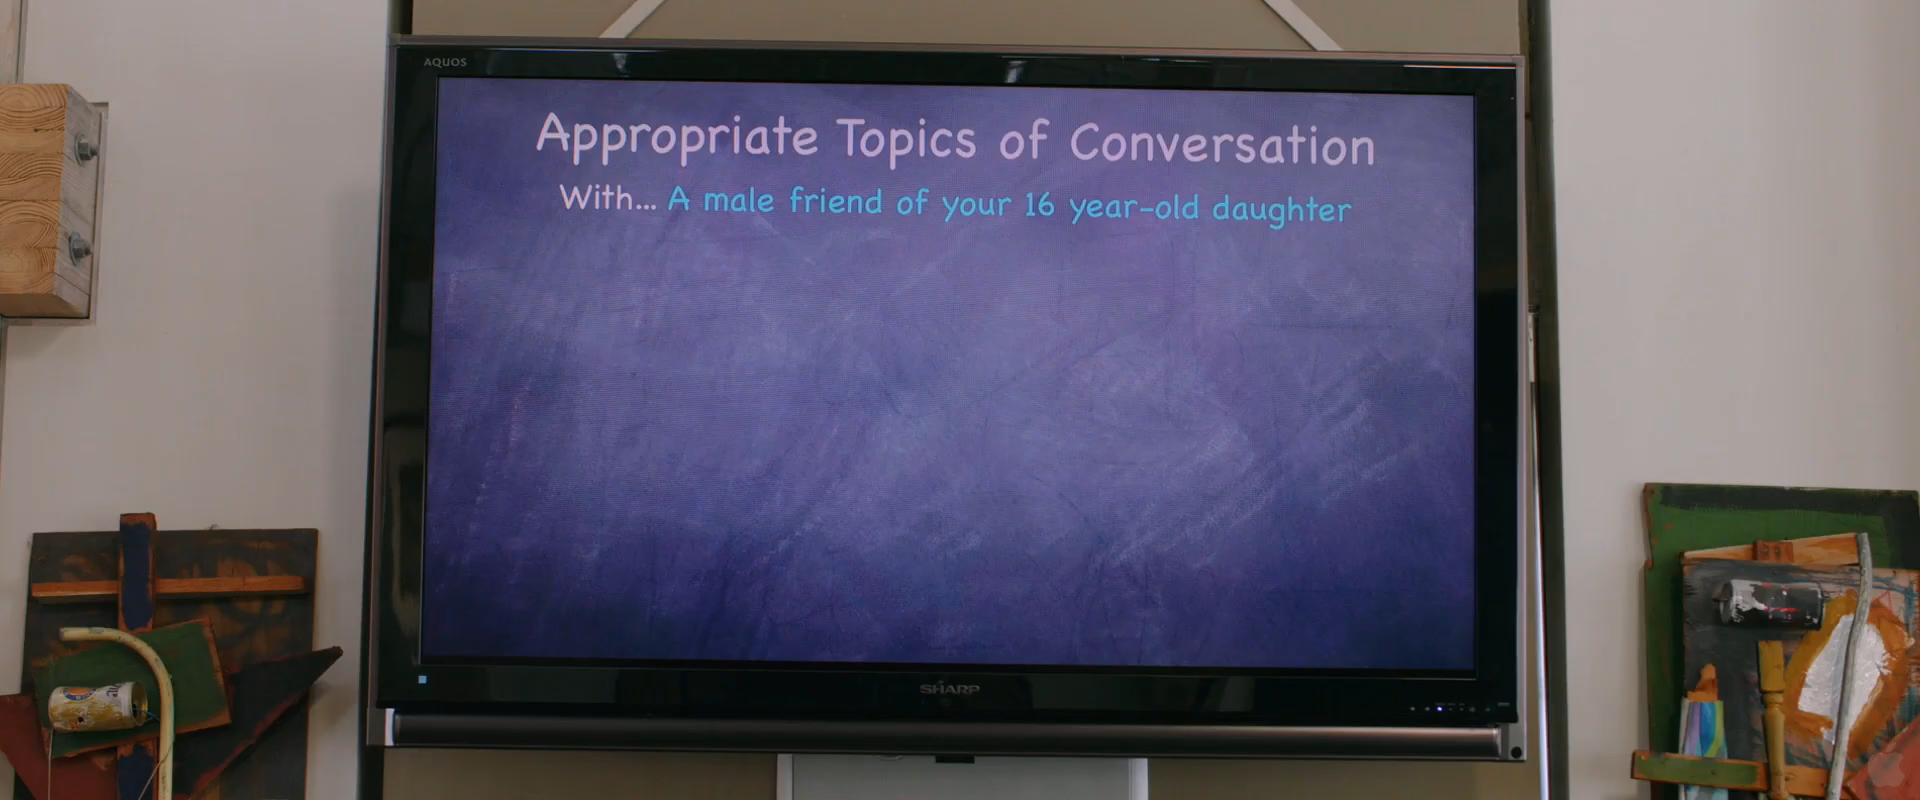 AQUOS
Appropriate Topics of Conversation
With... A male friend of your 16 year-old daughter
SHARP